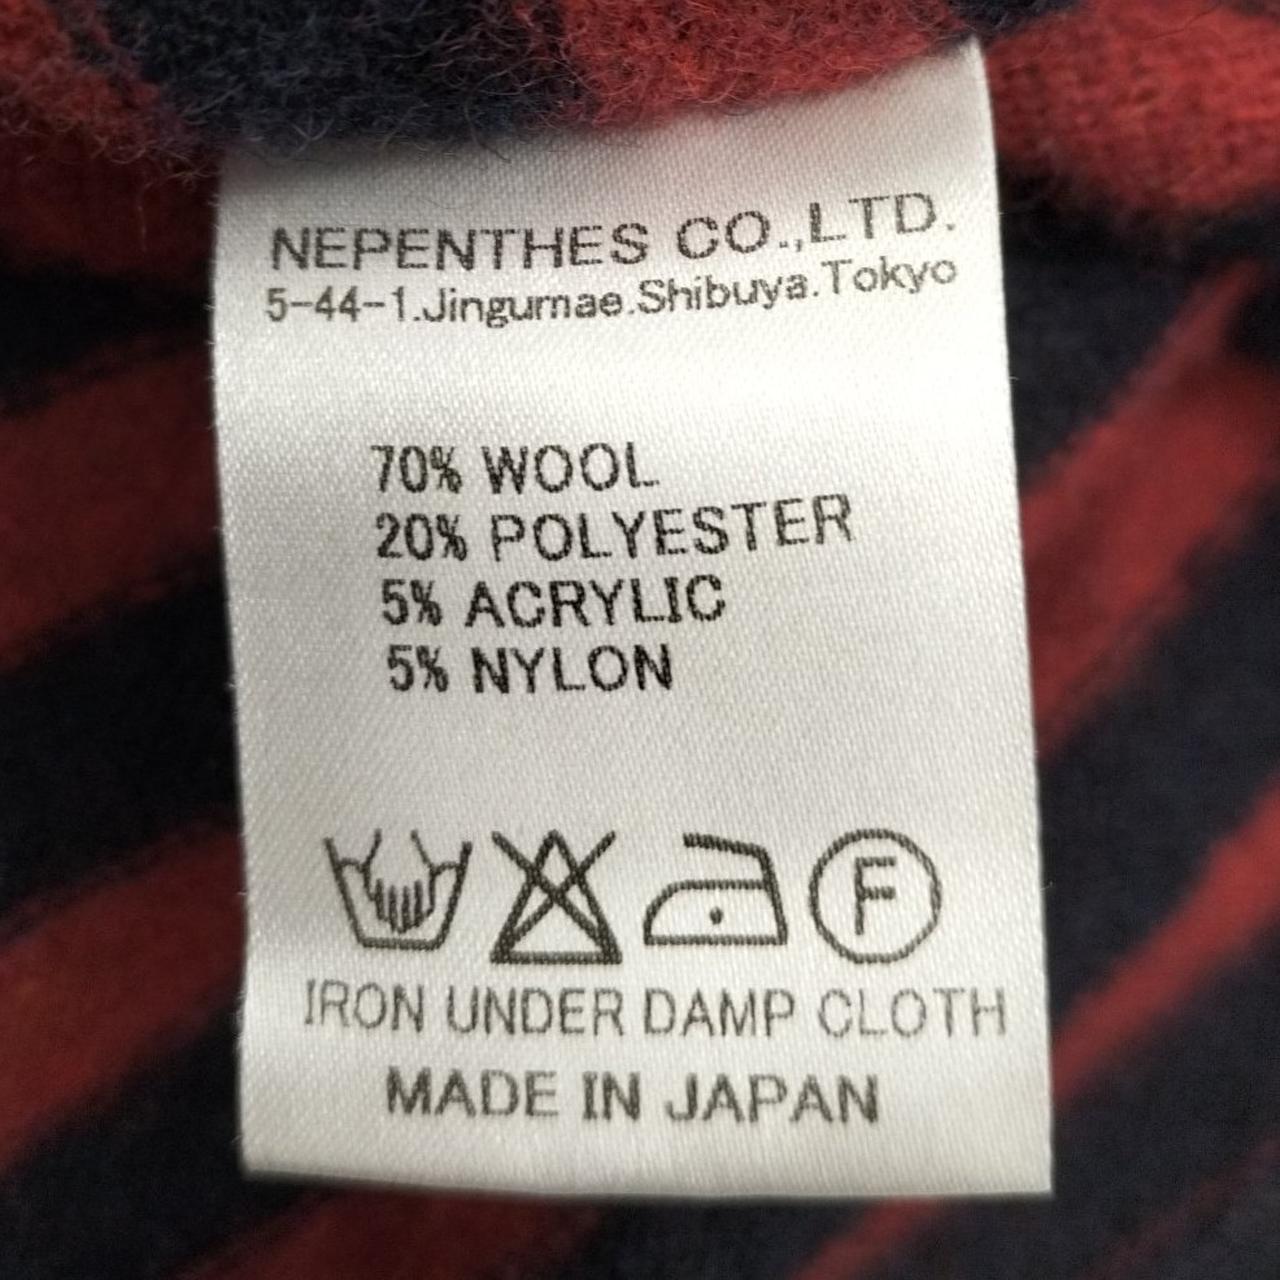 NEPENTHES CO.,LTD.
5-44-1.Jingumae.Shibuya.Tokyo
70% WOOL
20% POLYESTER
5% ACRYLIC
5% NYLON
F
IRON UNDER DAMP CLOTH
MADE IN JAPAN